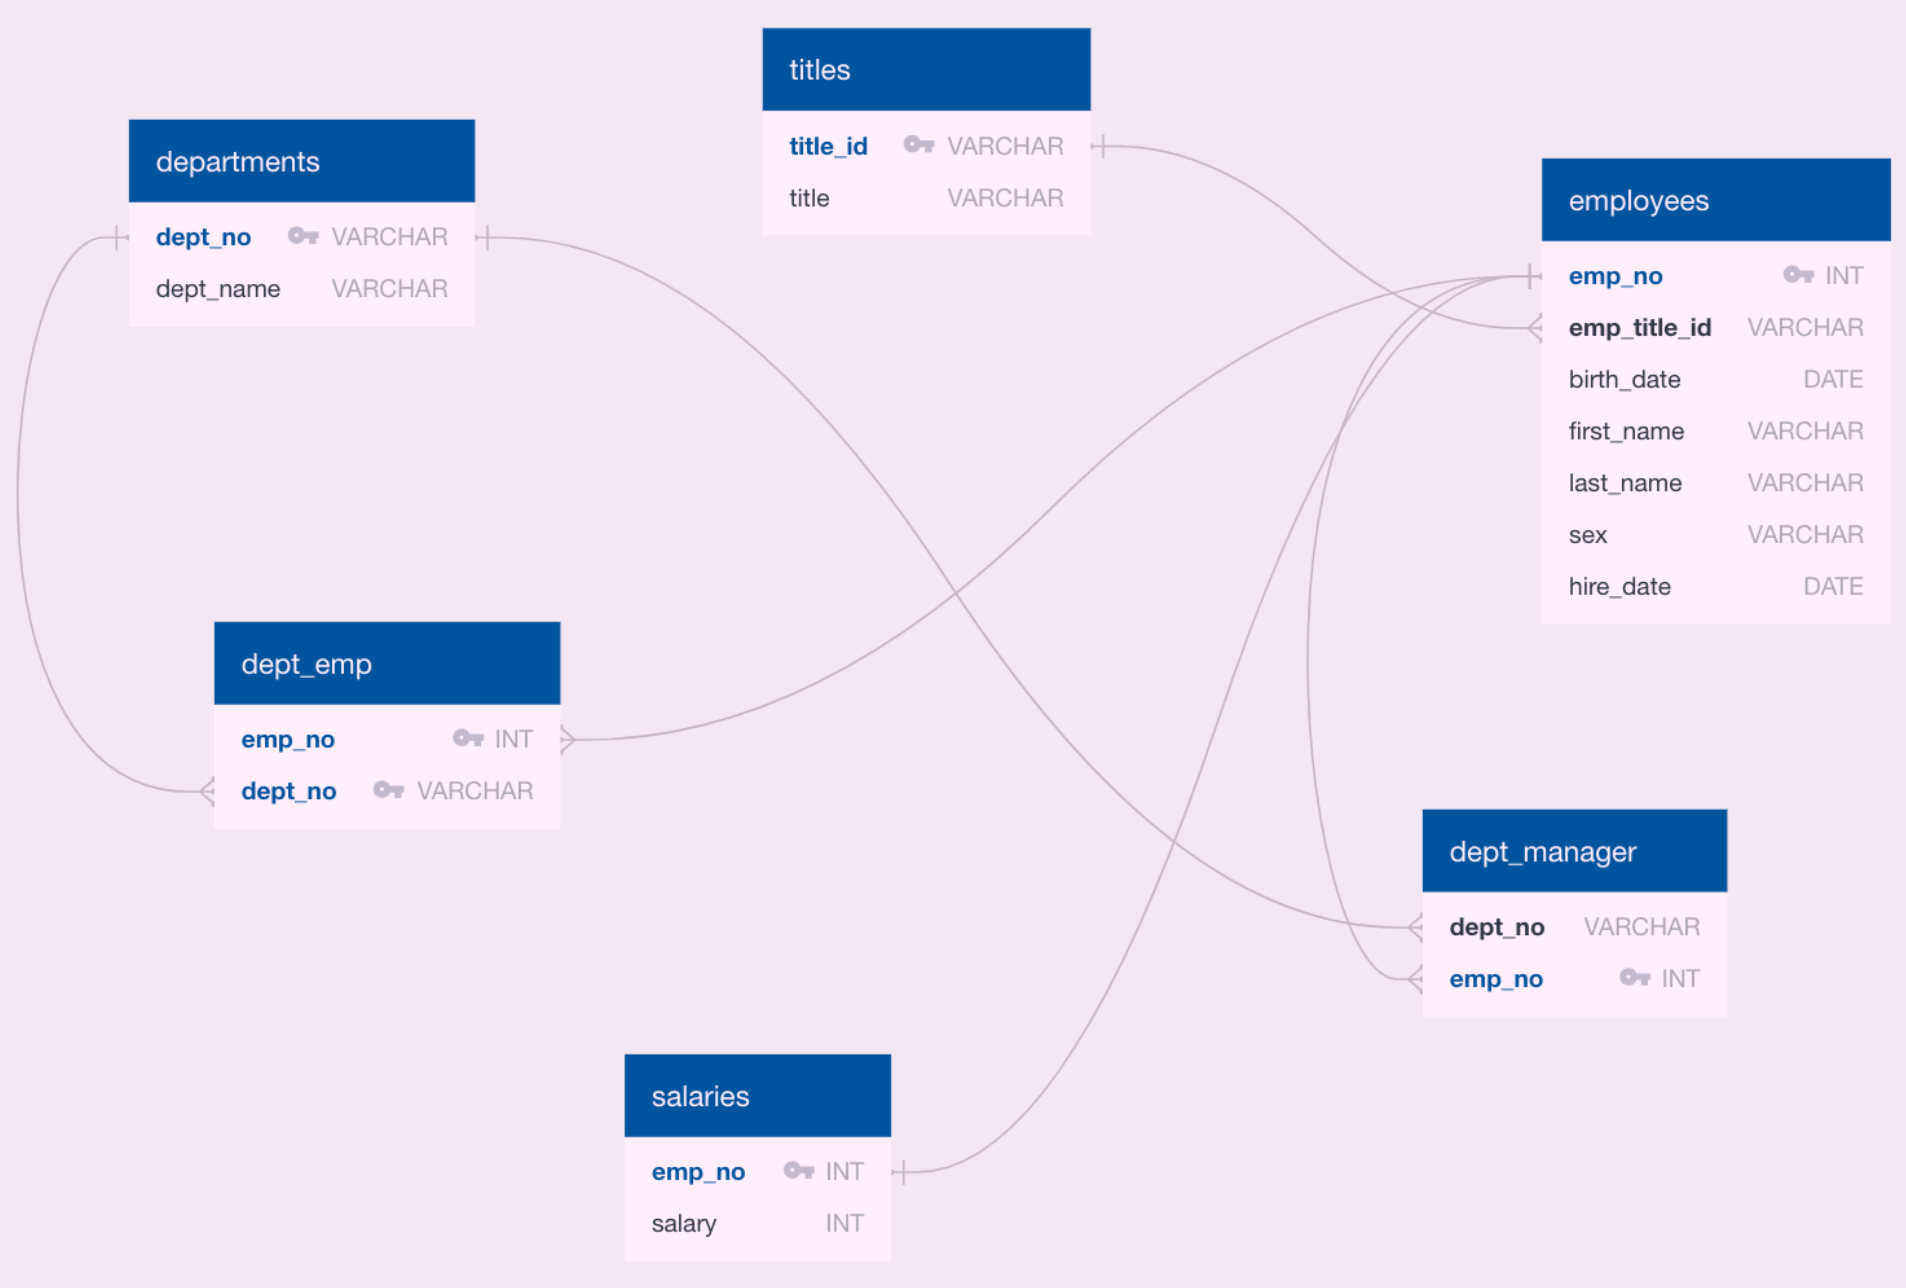 titles
title_id VARCHAR
title VARCHAR
departments
dept_no VARCHAR
dept_name VARCHAR
employees
emp_no INT
emp_title_id VARCHAR
birth_date DATE
first_name VARCHAR
last_name VARCHAR
sex VARCHAR
hire_date DATE
dept_emp
emp_no INT
dept_no VARCHAR
dept_manager
dept_no VARCHAR
emp_no INT
salaries
emp_no INT
salary INT